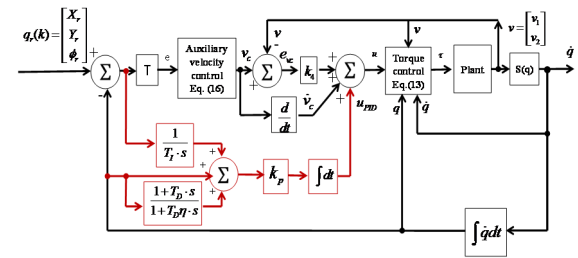 q_r(k) = [X_r Y_r ϕ_r]
+
Σ
-
T
e
Auxiliary velocity control Eq. (16)
v_c
v
-
+
Σ
e_vc
k_4
d/dt
v̇_c
+
+
+
Σ
u_PID
u
v
Torque control Eq.(13)
τ
q
q̇
Plant
v = [v_1 v_2]
S(q)
q̇
1/(T_I · s)
(1+T_D · s)/(1+T_D η · s)
+
+
+
Σ
k_p
∫dt
∫q̇dt